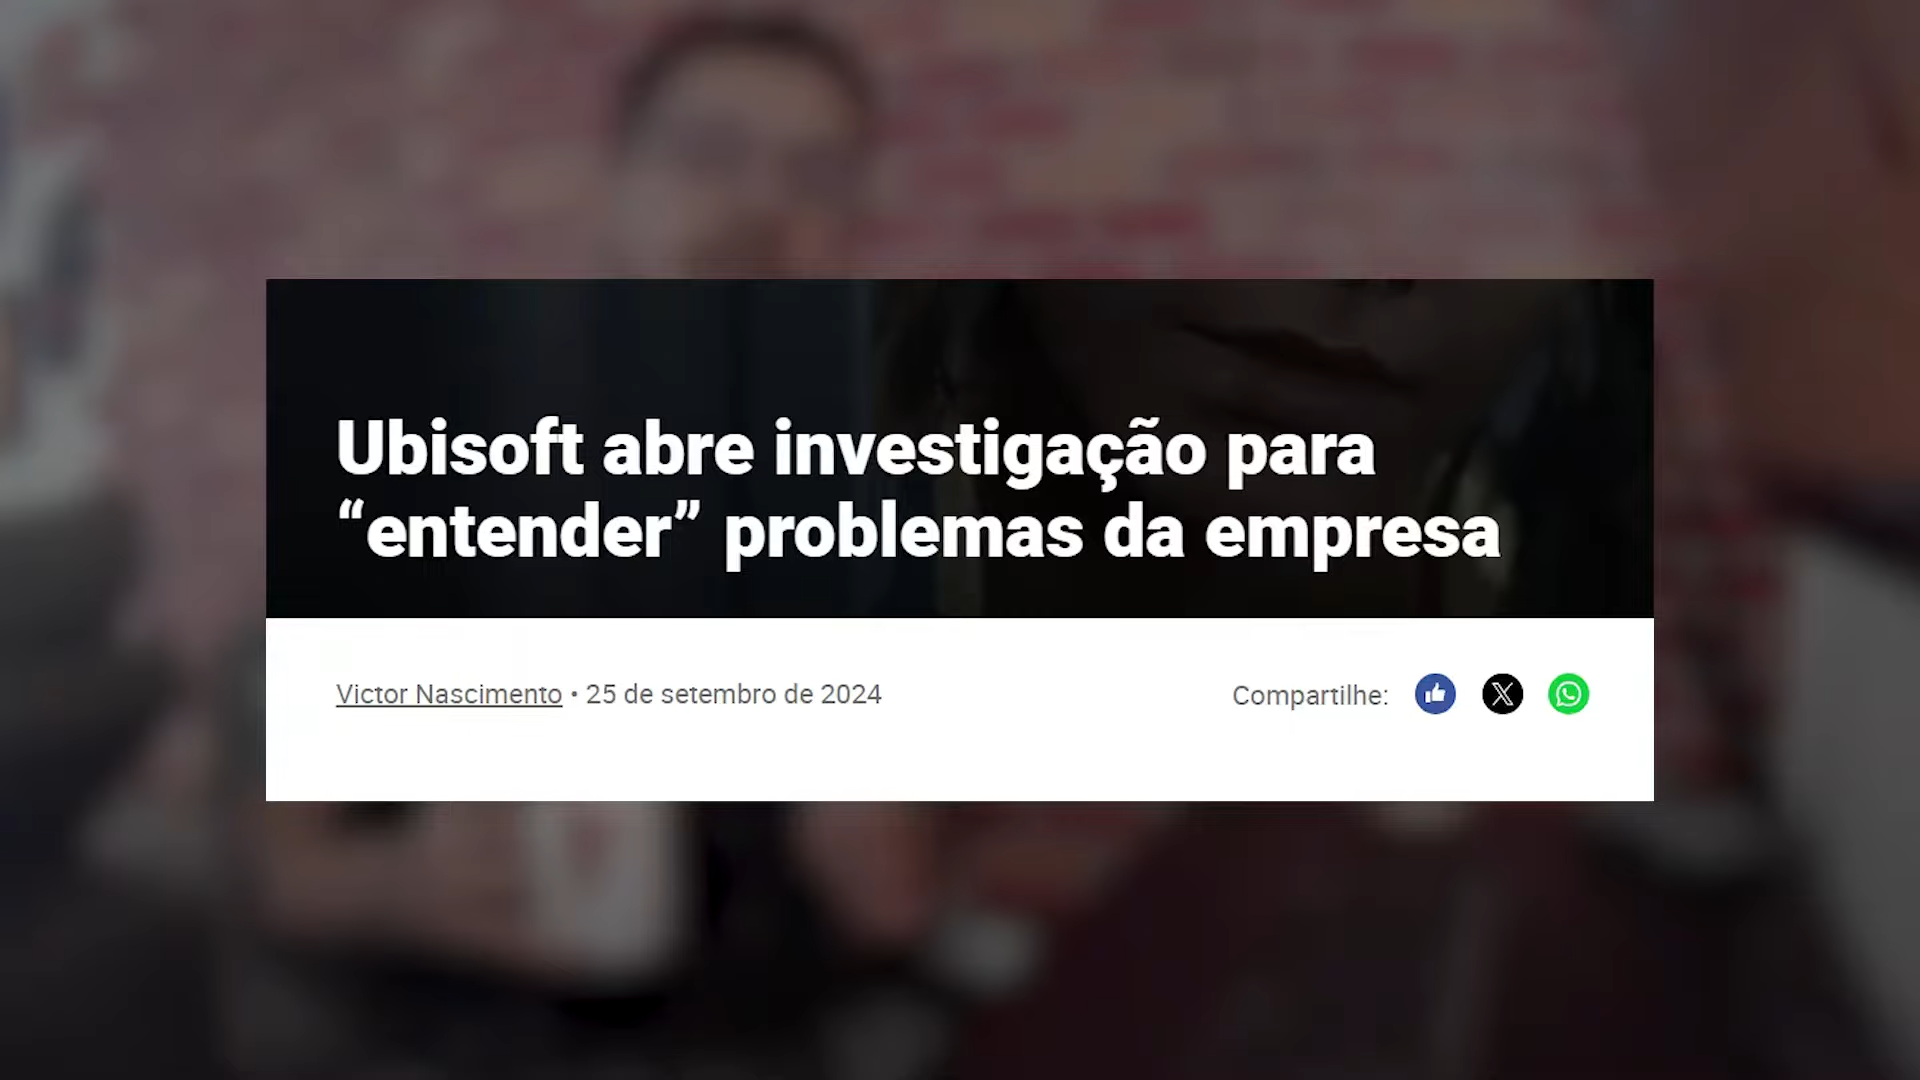 Ubisoft abre investigação para
“entender” problemas da empresa
Victor Nascimento • 25 de setembro de 2024
Compartilhe: